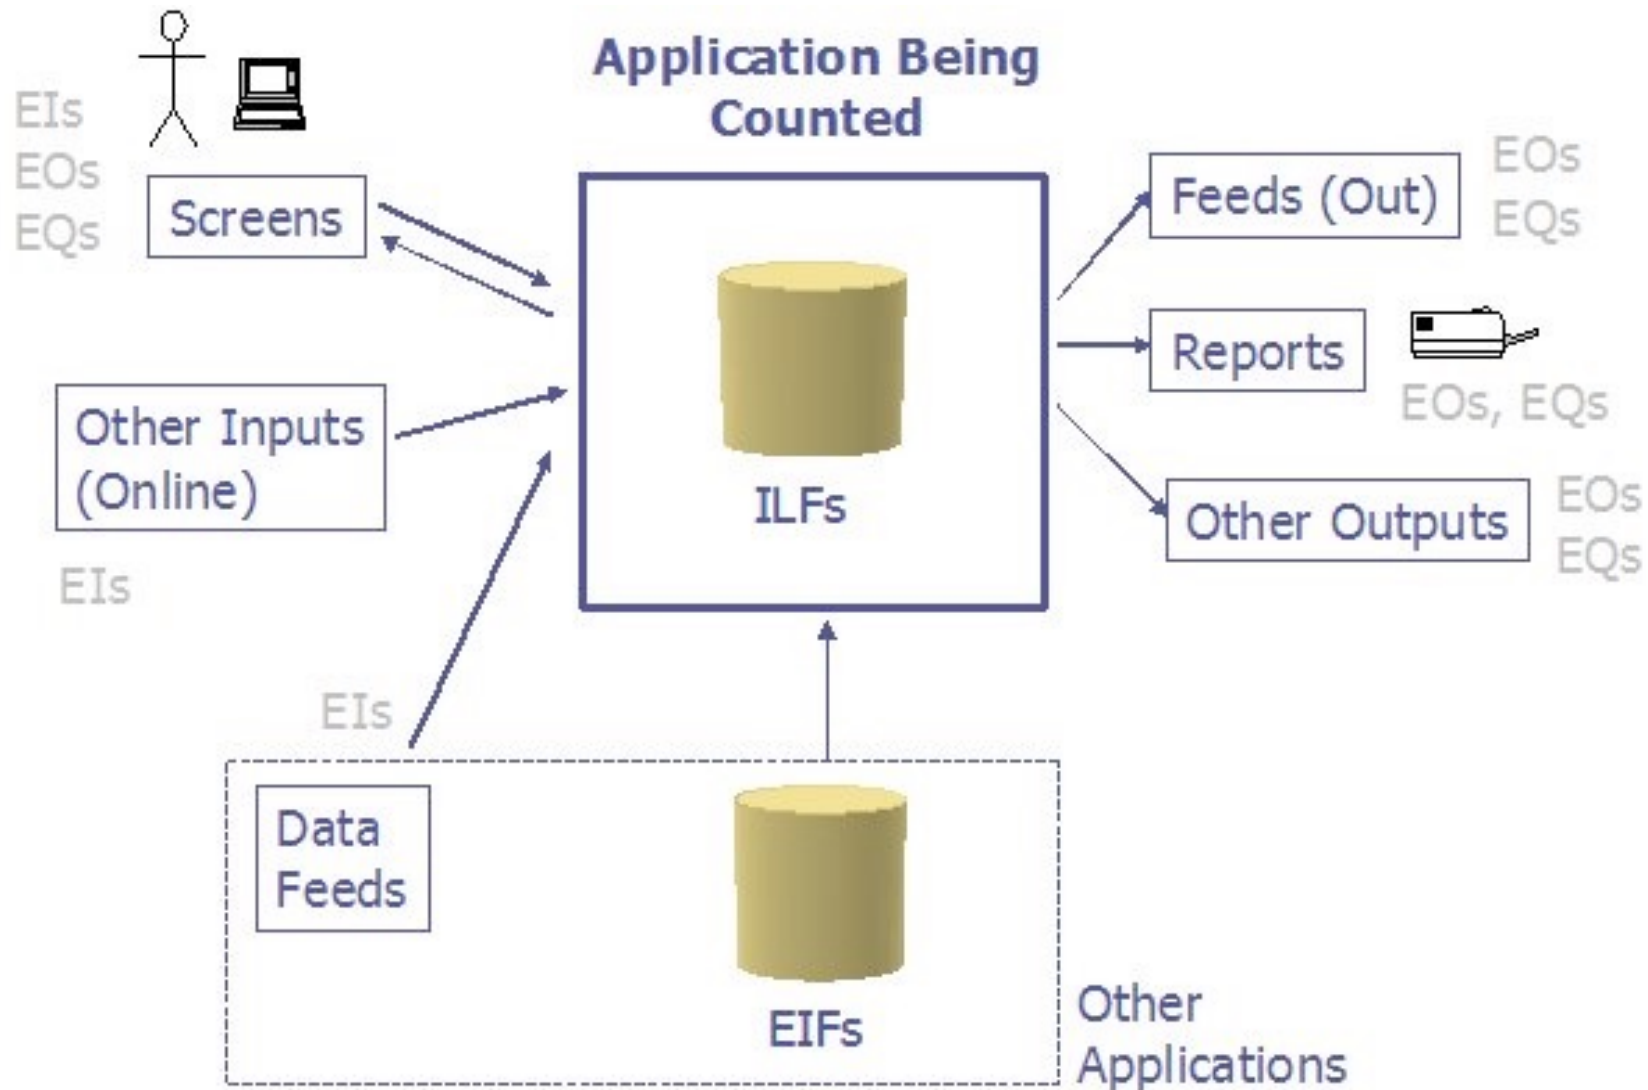 Application Being
Counted
EIs
EOs
EQs
Screens
Other Inputs
(Online)
EIs
EIs
Data
Feeds
ILFs
EIFs
Other
Applications
Feeds (Out)
EOs
EQs
Reports
EOs, EQs
Other Outputs
EOs
EQs